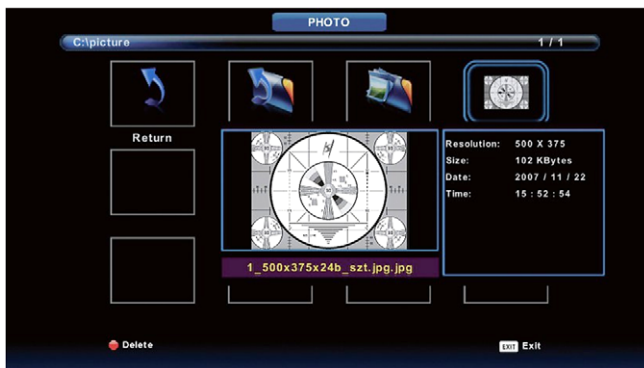 PHOTO
C:\picture 1 / 1
Return
Resolution: 500 X 375
Size: 102 KBytes
Date: 2007 / 11 / 22
Time: 15 : 52 : 54
1_500x375x24b_szt.jpg.jpg
Delete EXIT Exit